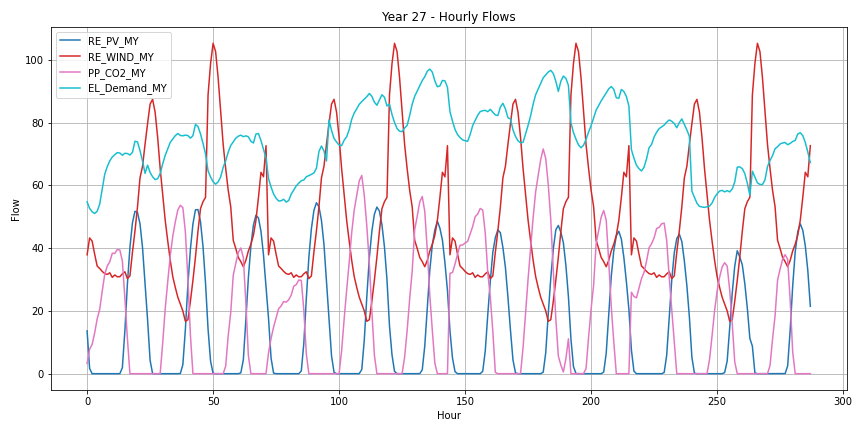 Year 27 - Hourly Flows
RE_PV_MY
RE_WIND_MY
PP_CO2_MY
EL_Demand_MY
100
80
60
40
20
0
Flow
0 50 100 150 200 250 300
Hour